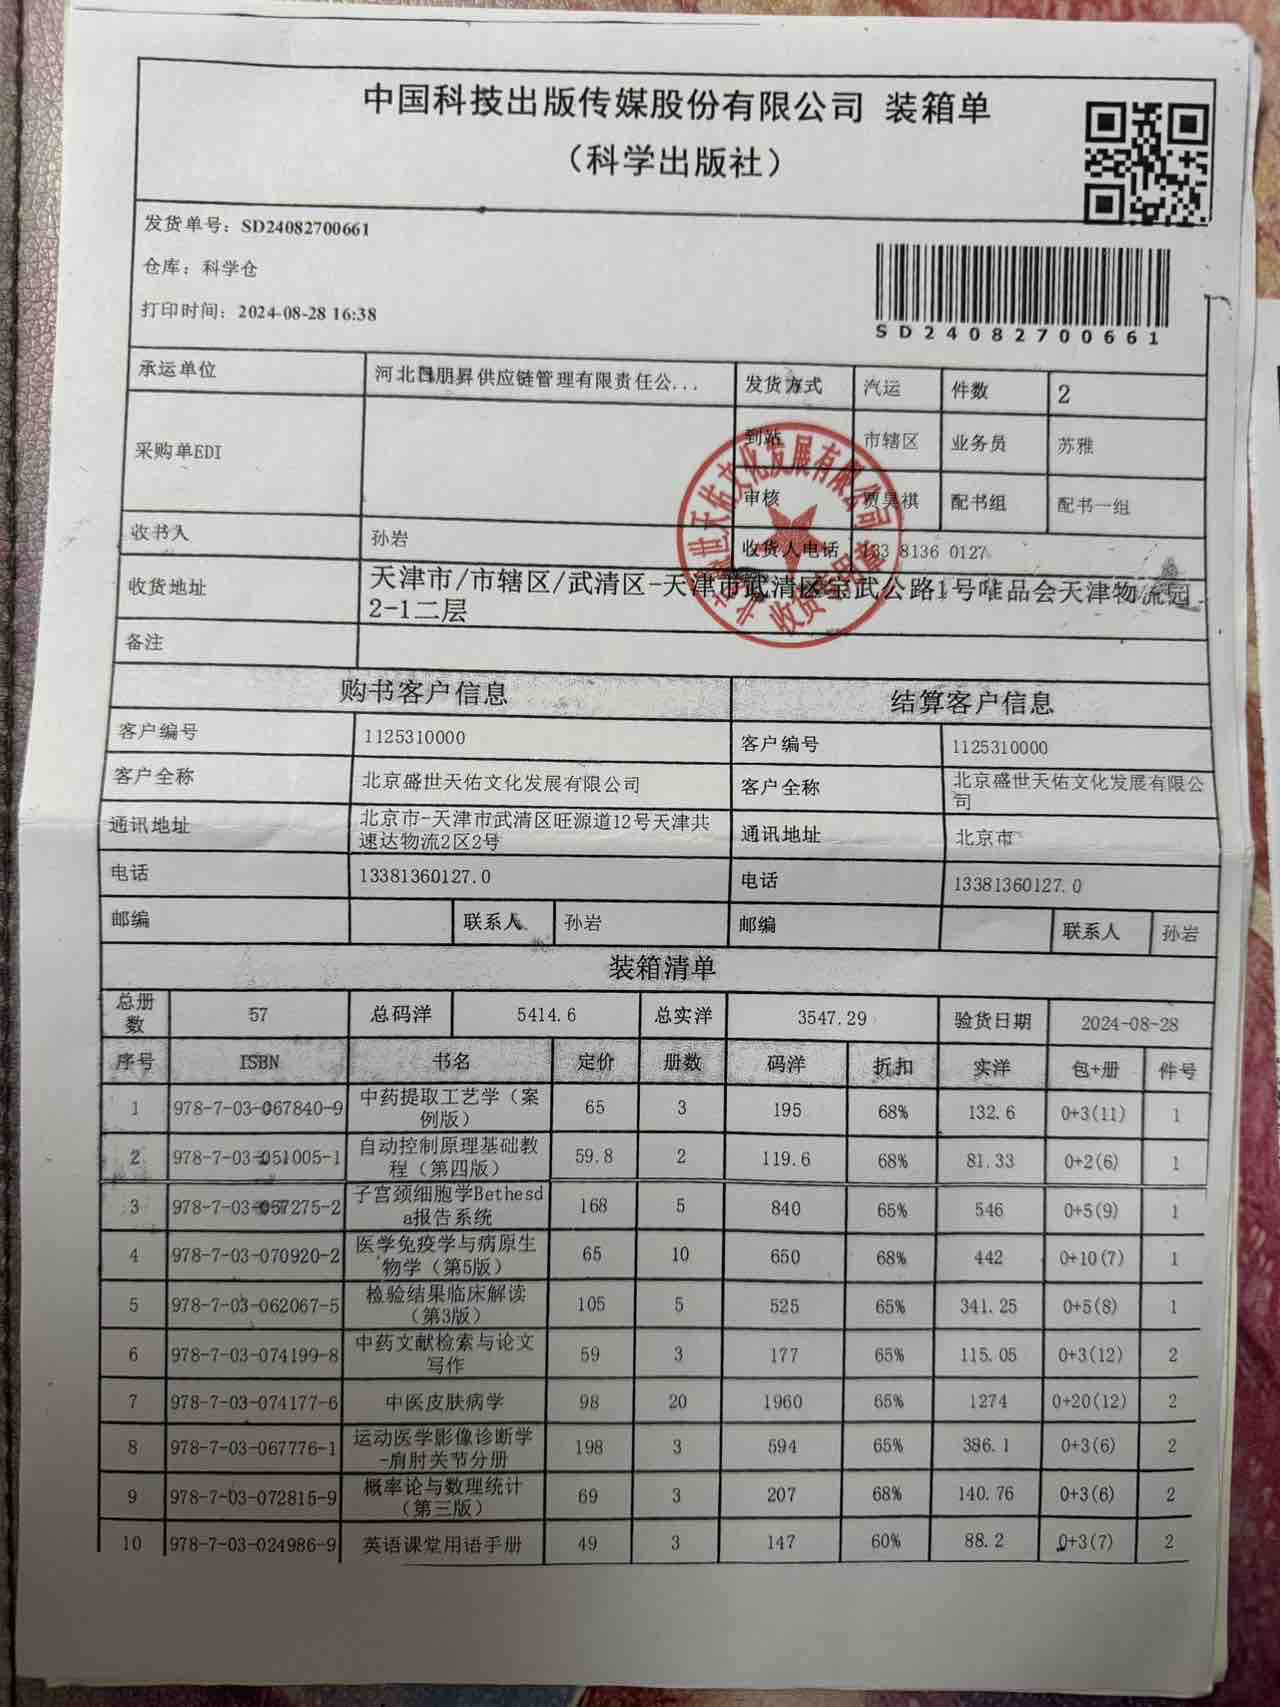 中国科技出版传媒股份有限公司 装箱单
（科学出版社）
发货单号：SD24082700661
仓库：科学仓
打印时间：2024-08-28 16:38
SD24082700661
承运单位 河北 朋昇供应链管理有限责任公... 发货方式 汽运 件数 2
采购单EDI 到站 市辖区 业务员 苏雅
审核 贾昊祺 配书组 配书一组
收书人 孙岩 收货人电话 133 8136 0127
收货地址 天津市/市辖区/武清区-天津市武清区宝武公路1号唯品会天津物流园
2-1二层
备注
购书客户信息 结算客户信息
客户编号 1125310000 客户编号 1125310000
客户全称 北京盛世天佑文化发展有限公司 客户全称 北京盛世天佑文化发展有限公
司
通讯地址 北京市-天津市武清区旺源道12号天津共
速达物流2区2号 通讯地址 北京市
电话 13381360127.0 电话 13381360127.0
邮编 联系人 孙岩 邮编 联系人 孙岩
装箱清单
总册
数 57 总码洋 5414.6 总实洋 3547.29 验货日期 2024-08-28
序号 ISBN 书名 定价 册数 码洋 折扣 实洋 包+册 件号
1 978-7-03-067840-9 中药提取工艺学（案
例版） 65 3 195 68% 132.6 0+3(11) 1
2 978-7-03-051005-1 自动控制原理基础教
程（第四版） 59.8 2 119.6 68% 81.33 0+2(6) 1
3 978-7-03-057275-2 子宫颈细胞学Bethesd
a报告系统 168 5 840 65% 546 0+5(9) 1
4 978-7-03-070920-2 医学免疫学与病原生
物学（第5版） 65 10 650 68% 442 0+10(7) 1
5 978-7-03-062067-5 检验结果临床解读
（第3版） 105 5 525 65% 341.25 0+5(8) 1
6 978-7-03-074199-8 中药文献检索与论文
写作 59 3 177 65% 115.05 0+3(12) 2
7 978-7-03-074177-6 中医皮肤病学 98 20 1960 65% 1274 0+20(12) 2
8 978-7-03-067776-1 运动医学影像诊断学
-肩肘关节分册 198 3 594 65% 386.1 0+3(6) 2
9 978-7-03-072815-9 概率论与数理统计
（第三版） 69 3 207 68% 140.76 0+3(6) 2
10 978-7-03-024986-9 英语课堂用语手册 49 3 147 60% 88.2 0+3(7) 2